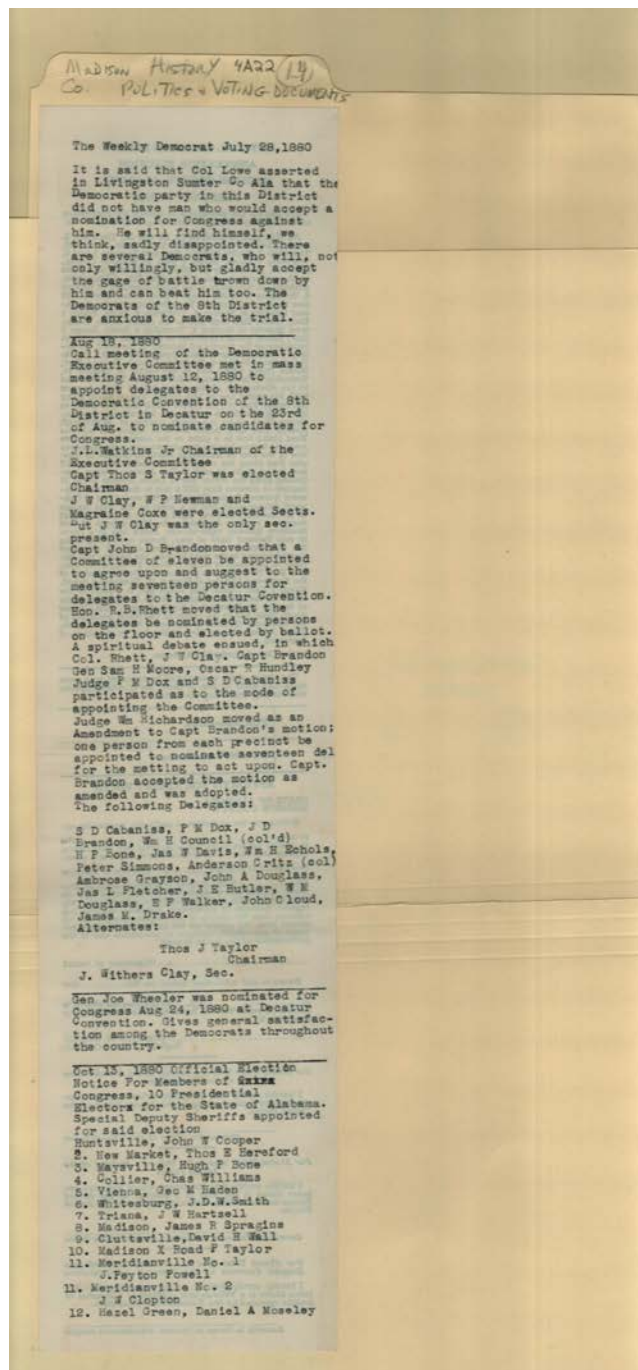 Madison History 4A22 (14)
Co. Politics + Voting Documents
The Weekly Democrat July 28,1880
It is said that Col Lowe asserted
in Livingston Sumter Co Ala that the
Democratic party in this District
did not have man who would accept a
nomination for Congress against
him. He will find himself, we
think, sadly disappointed. There
are several Democrats, who will, not
only willingly, but gladly accept
the gage of battle trown down by
him and can beat him too. The
Democrats of the 8th District
are anxious to make the trial.
Aug 18, 1880
Call meeting of the Democratic
Executive Committee met in mass
meeting August 12, 1880 to
appoint delegates to the
Democratic Convention of the 8th
District in Decatur on the 23rd
of Aug. to nominate candidates for
Congress.
J.L.Watkins Jr Chairman of the
Executive Committee
Capt Thos S Taylor was elected
Chairman
J W Clay, W P Newman and
Magraine Coxe were elected Sects.
But J W Clay was the only sec.
present.
Capt John D Brandonmoved that a
Committee of eleven be appointed
to agree upon and suggest to the
meeting seventeen persons for
delegates to the Decatur Covention.
Hon. R.B.Rhett moved that the
delegates be nominated by persons
on the floor and elected by ballot.
A spiritual debate ensued, in which
Col. Rhett, J W Clay. Capt Brandon
Gen Sam H Moore, Oscar R Hundley
Judge P M Dox and S D Cabaniss
participated as to the mode of
appointing the Committee.
Judge Wm Richardson moved as an
Amendment to Capt Brandon's motion;
one person from each precinct be
appointed to nominate seventeen del
for the metting to act upon. Capt.
Brandon accepted the motion as
amended and was adopted.
The following Delegates:
S D Cabaniss, P M Dox, J D
Brandon, Wm H Council (col'd)
H P Bone, Jas W Davis, Wm H Echols,
Peter Simmons, Anderson Critz (col)
Ambrose Grayson, John A Douglass,
Jas L Fletcher, J E Butler, W M
Douglass, E P Walker, John Cloud,
James M. Drake.
Alternates:
Thos J Taylor
Chairman
J. Withers Clay, Sec.
Gen Joe Wheeler was nominated for
Congress Aug 24, 1880 at Decatur
Convention. Gives general satisfac-
tion among the Democrats throughout
the country.
Oct 13, 1880 Official Election
Notice For Members of
Congress, 10 Presidential
Electors for the State of Alabama.
Special Deputy Sheriffs appointed
for said election
Huntsville, John W Cooper
2. New Market, Thos E Hereford
3. Maysville, Hugh P Bone
4. Collier, Chas Williams
5. Vienna, Geo M Haden
6. Whitesburg, J.D.W.Smith
7. Triana, J W Hartsell
8. Madison, James R Spragins
9. Cluttsville,David H Wall
10. Madison X Road P Taylor
11. Meridianville No. 1
J.Peyton Powell
11. Meridianville No. 2
J W Clopton
12. Hazel Green, Daniel A Moseley